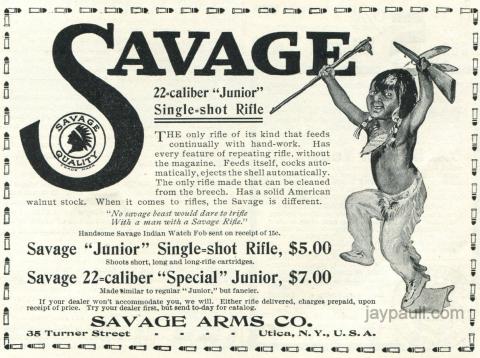 SAVAGE
22-caliber "Junior"
Single-shot Rifle
SAVAGE
QUALITY
TRADE MARK
THE only rifle of its kind that feeds
continually with hand-work. Has
every feature of repeating rifle, without
the magazine. Feeds itself, cocks auto-
matically, ejects the shell automatically.
The only rifle made that can be cleaned
from the breech. Has a solid American
walnut stock. When it comes to rifles, the Savage is different.
"No savage beast would dare to trifle
With a man with a Savage Rifle."
Handsome Savage Indian Watch Fob sent on receipt of 15c.
Savage "Junior" Single-shot Rifle, $5.00
Shoots short, long and long-rifle cartridges.
Savage 22-caliber "Special" Junior, $7.00
Made similar to regular "Junior," but fancier.
If your dealer won't accommodate you, we will. Either rifle delivered, charges prepaid, upon
receipt of price. Try your dealer first, but send to-day for catalog.
SAVAGE ARMS CO.
35 Turner Street - - - - Utica, N. Y., U. S. A.
jaypaull.com